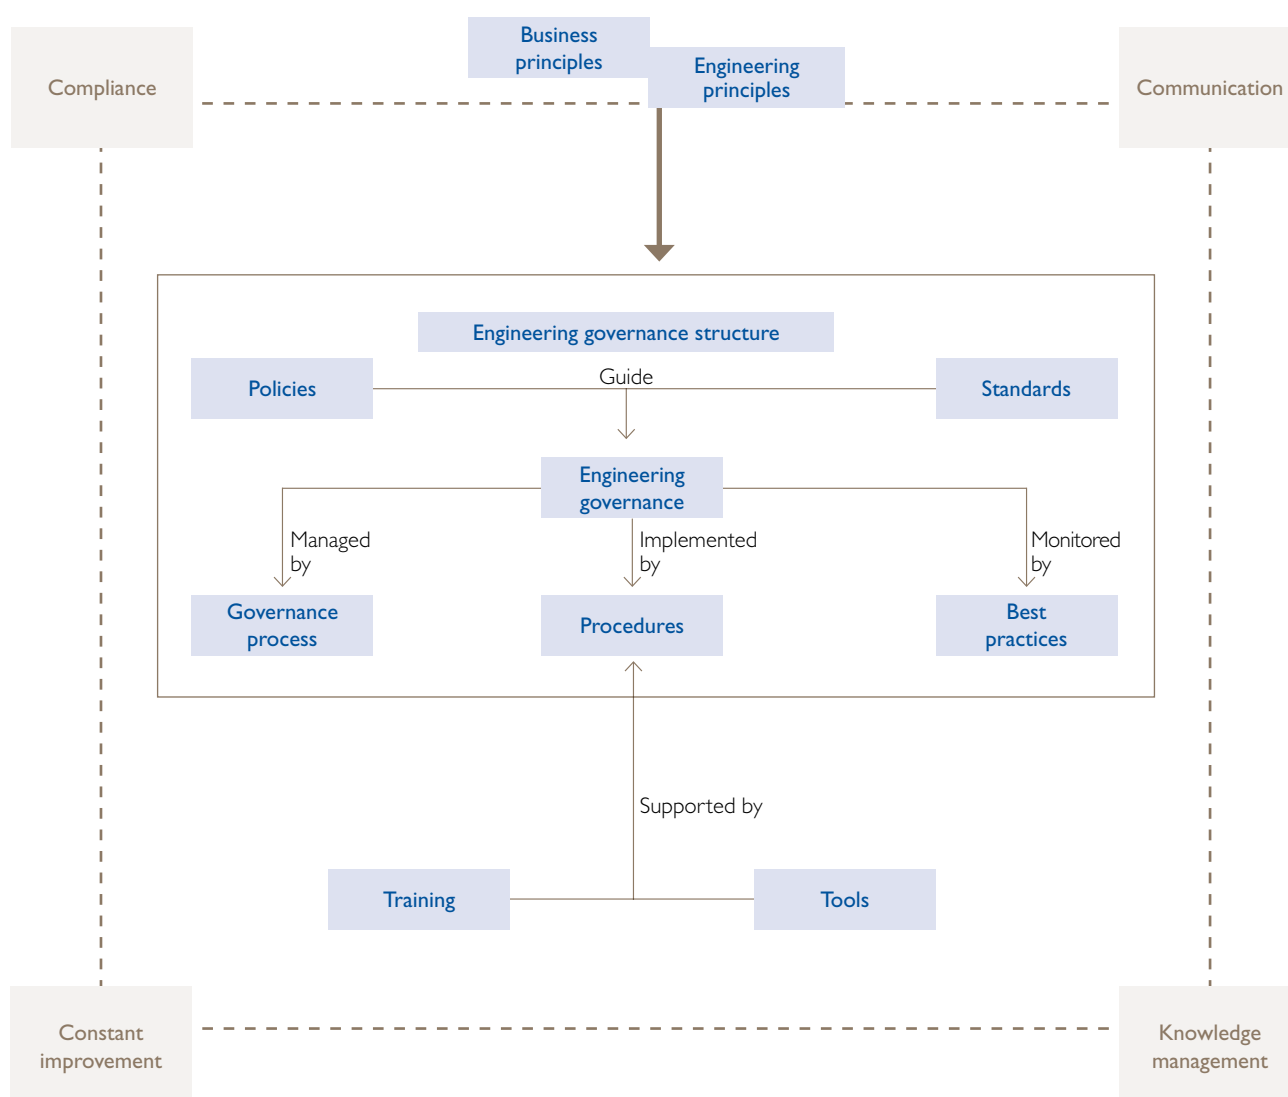 Business
principles
Engineering
principles
Compliance
Communication
Engineering governance structure
Policies
Guide
Standards
Engineering
governance
Managed
by
Implemented
by
Monitored
by
Governance
process
Procedures
Best
practices
Supported by
Training
Tools
Constant
improvement
Knowledge
management